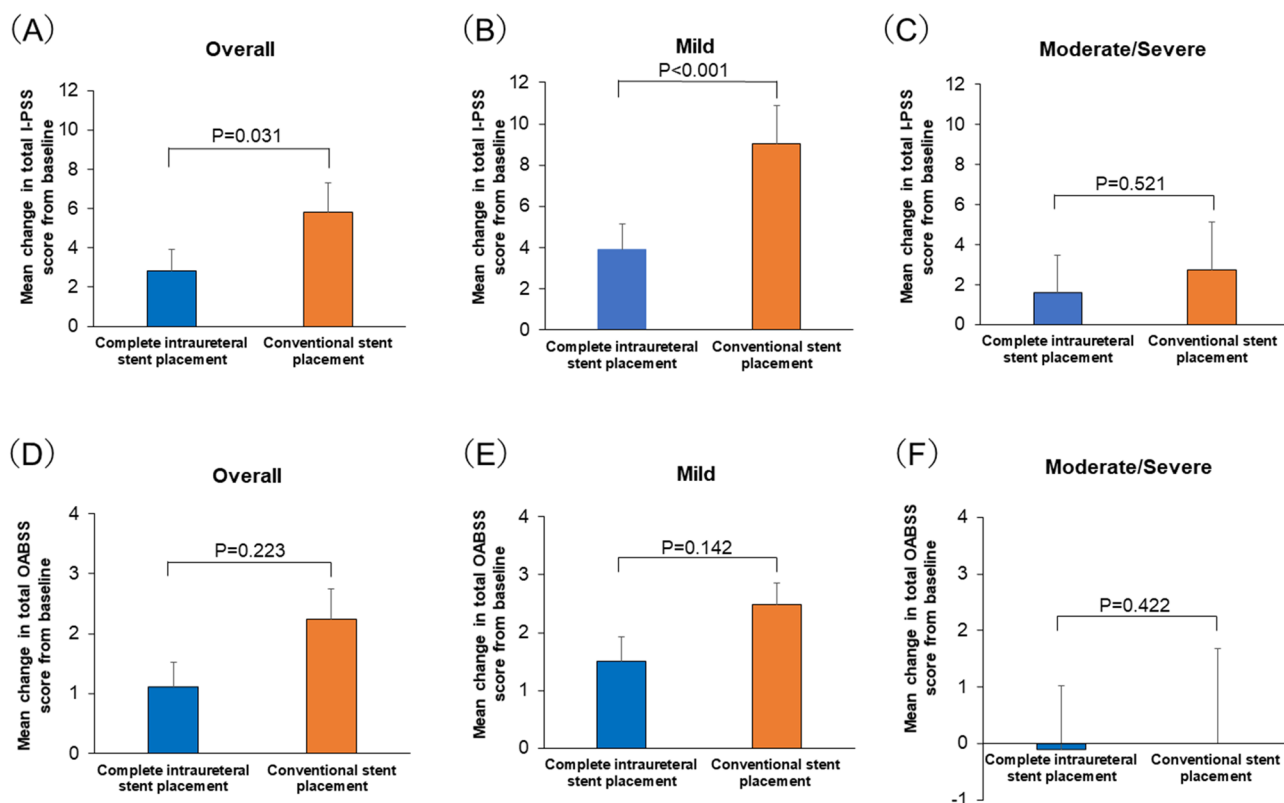 (A)
Overall
Mean change in total I-PSS
score from baseline
12
10
8
6
4
2
0
P=0.031
Complete intraureteral
stent placement
Conventional stent
placement
(B)
Mild
Mean change in total I-PSS
score from baseline
12
10
8
6
4
2
0
P<0.001
Complete intraureteral
stent placement
Conventional stent
placement
(C)
Moderate/Severe
Mean change in total I-PSS
score from baseline
12
10
8
6
4
2
0
P=0.521
Complete intraureteral
stent placement
Conventional stent
placement
(D)
Overall
Mean change in total OABSS
score from baseline
4
3
2
1
0
P=0.223
Complete intraureteral
stent placement
Conventional stent
placement
(E)
Mild
Mean change in total OABSS
score from baseline
4
3
2
1
0
P=0.142
Complete intraureteral
stent placement
Conventional stent
placement
(F)
Moderate/Severe
Mean change in total OABSS
score from baseline
4
3
2
1
0
-1
P=0.422
Complete intraureteral
stent placement
Conventional stent
placement